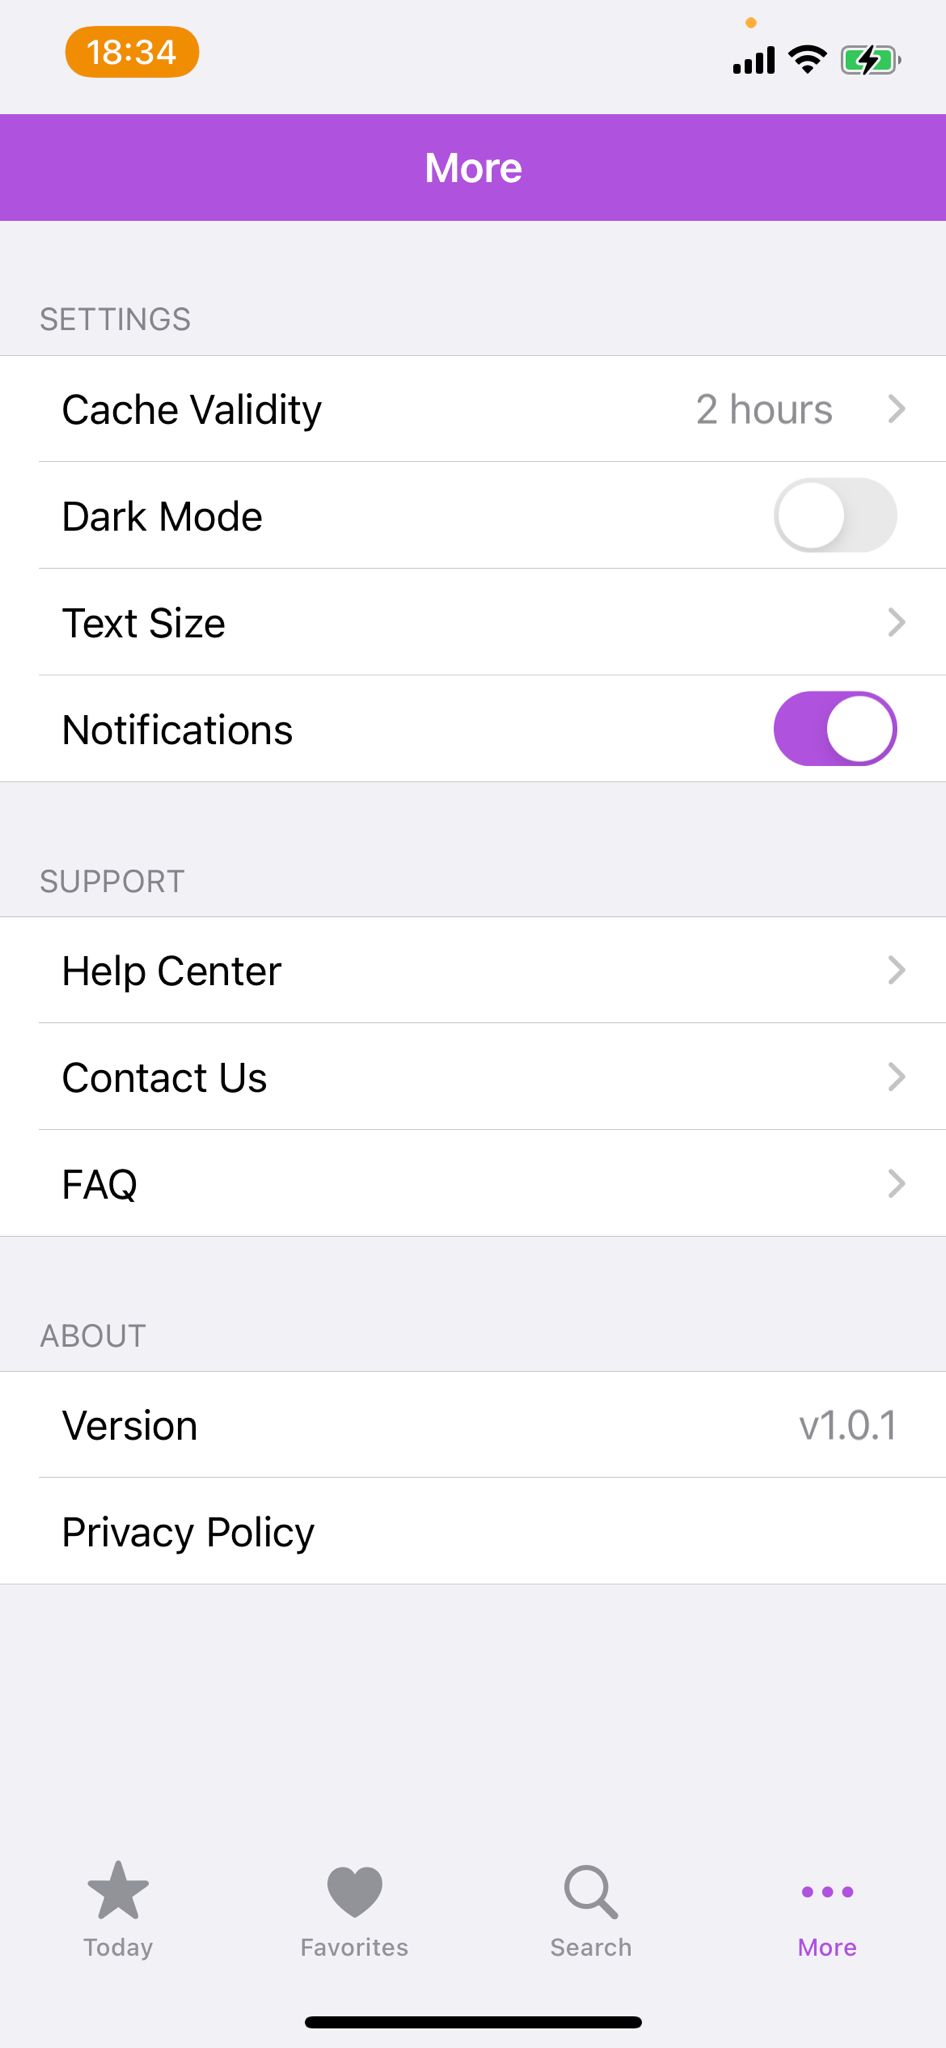 18:34
More
SETTINGS
Cache Validity 2 hours
Dark Mode
Text Size
Notifications
SUPPORT
Help Center
Contact Us
FAQ
ABOUT
Version v1.0.1
Privacy Policy
Today Favorites Search More